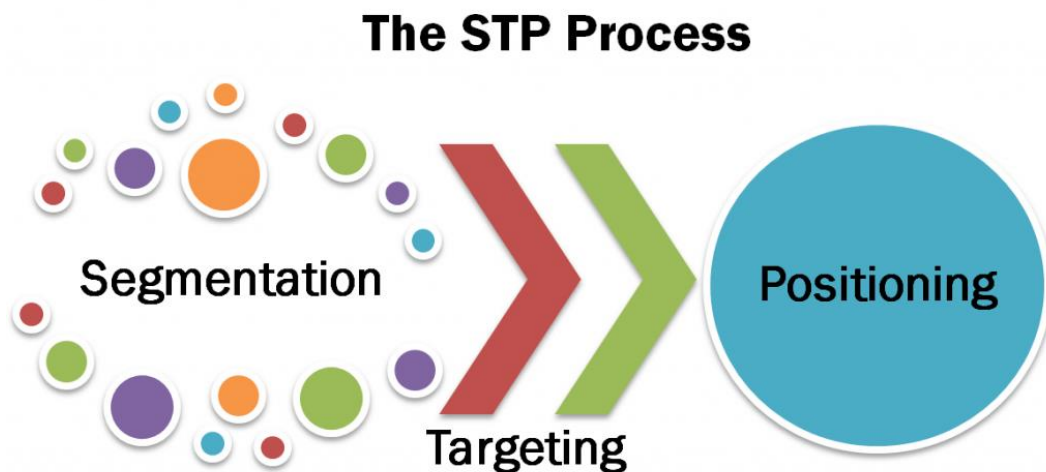 The STP Process
Segmentation
Targeting
Positioning